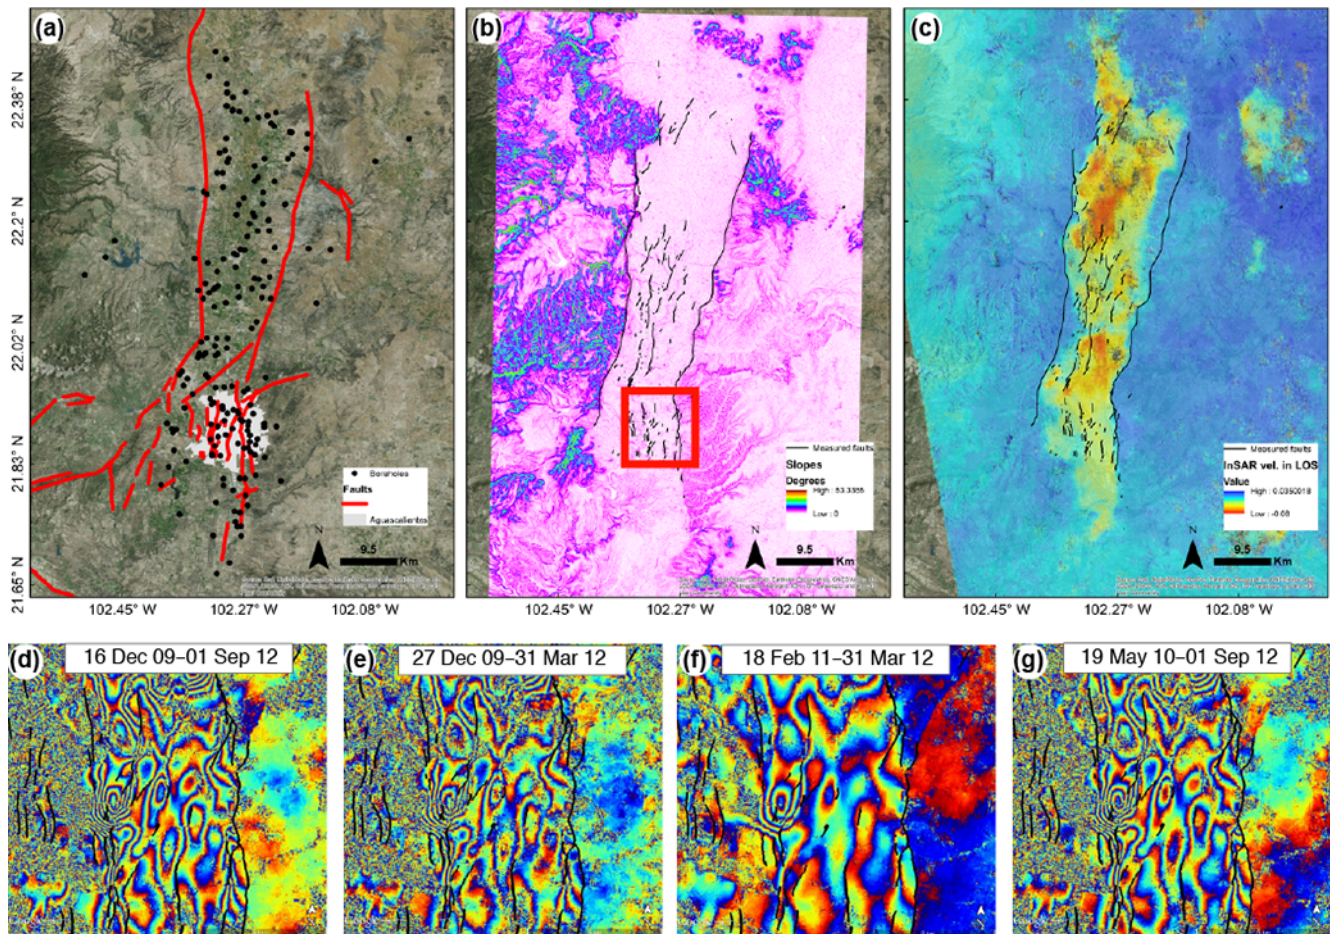 (a)
(b)
(c)
22.38° N
22.2° N
22.02° N
21.83° N
21.66° N
Boreholes
Faults
Aguascalientes
N
9.5
Km
Measured faults
Slopes
Degrees
High : 53.3355
Low : 0
N
9.5
Km
Measured faults
InSAR vel. in LOS
Value
High : 0.0350018
Low : -0.08
N
9.5
Km
102.45° W
102.27° W
102.08° W
102.45° W
102.27° W
102.08° W
102.45° W
102.27° W
102.08° W
(d)
16 Dec 09–01 Sep 12
(e)
27 Dec 09–31 Mar 12
(f)
18 Feb 11–31 Mar 12
(g)
19 May 10–01 Sep 12